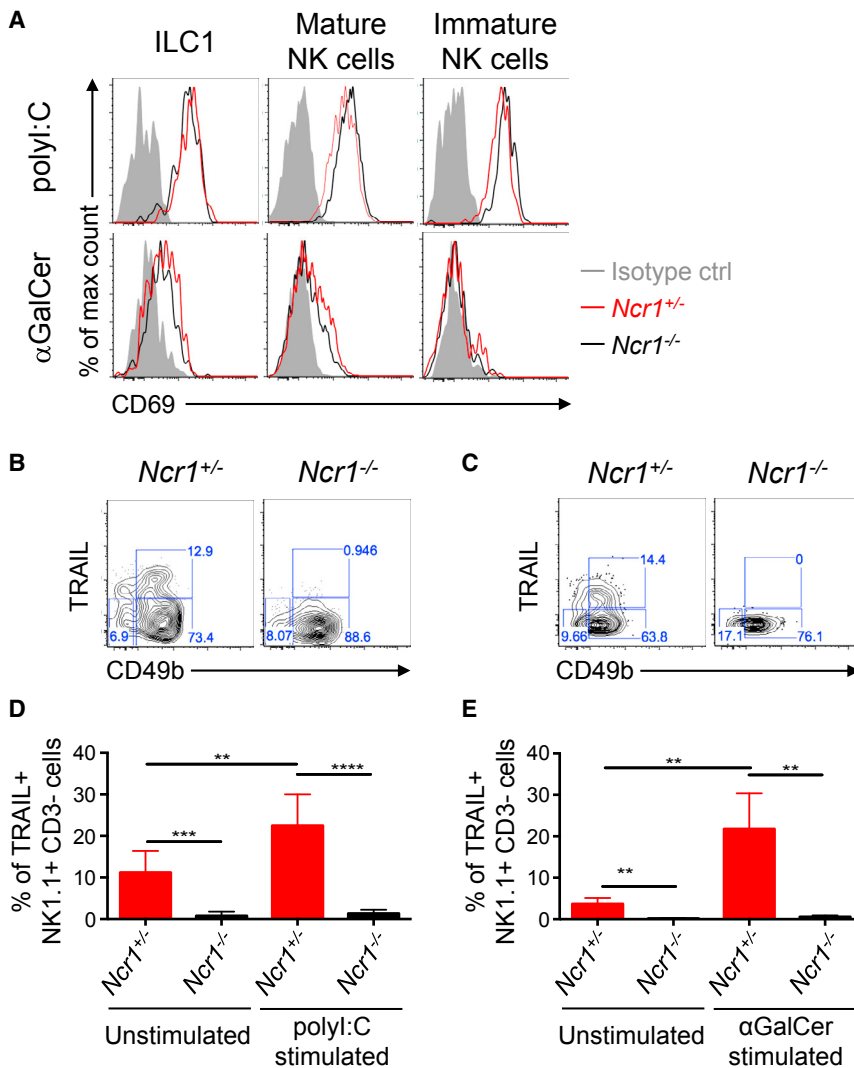 A
ILC1
Mature
NK cells
Immature
NK cells
polyI:C
αGalCer
% of max count
CD69
Isotype ctrl
Ncr1+/-
Ncr1-/-
B
Ncr1+/-
Ncr1-/-
TRAIL
12.9
6.9
73.4
0.946
8.07
88.6
CD49b
C
Ncr1+/-
Ncr1-/-
TRAIL
14.4
9.66
63.8
0
17.1
76.1
CD49b
D
% of TRAIL+
NK1.1+ CD3- cells
40
30
20
10
0
**
***
****
Ncr1+/-
Ncr1-/-
Ncr1+/-
Ncr1-/-
Unstimulated
polyI:C
stimulated
E
% of TRAIL+
NK1.1+ CD3- cells
40
30
20
10
0
**
**
**
Ncr1+/-
Ncr1-/-
Ncr1+/-
Ncr1-/-
Unstimulated
αGalCer
stimulated